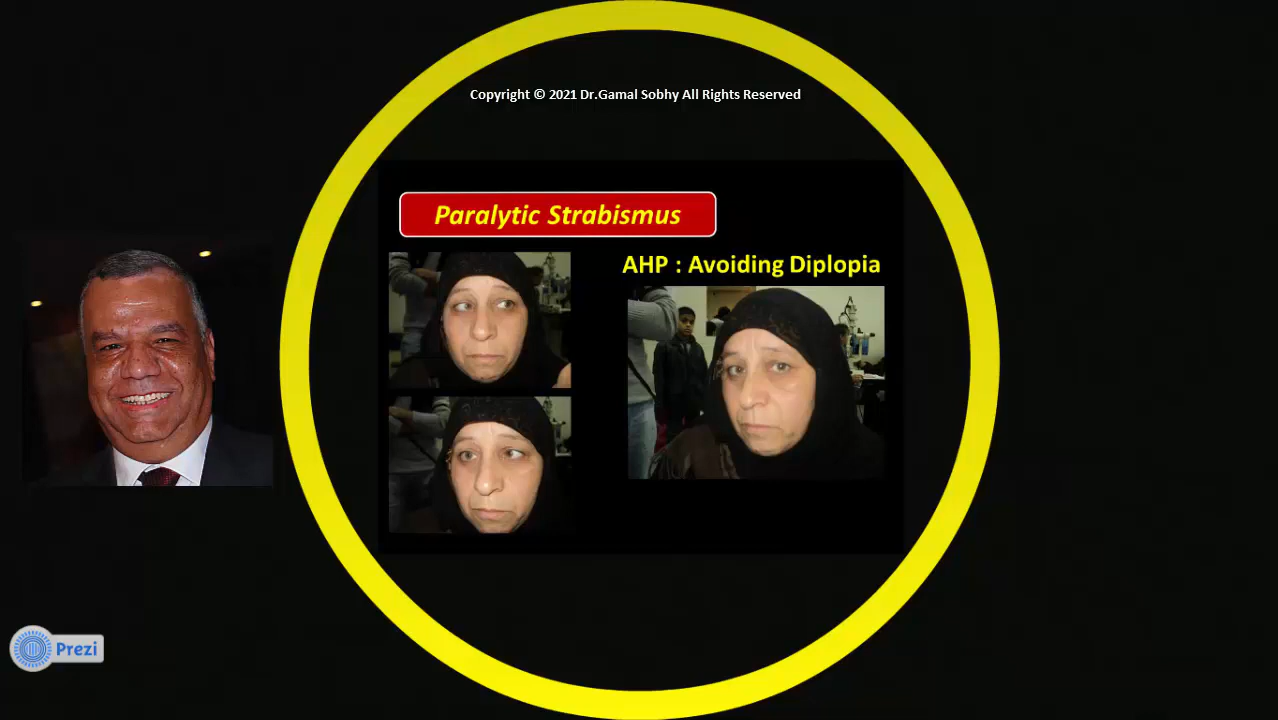 Copyright © 2021 Dr.Gamal Sobhy All Rights Reserved
Paralytic Strabismus
AHP : Avoiding Diplopia
Prezi